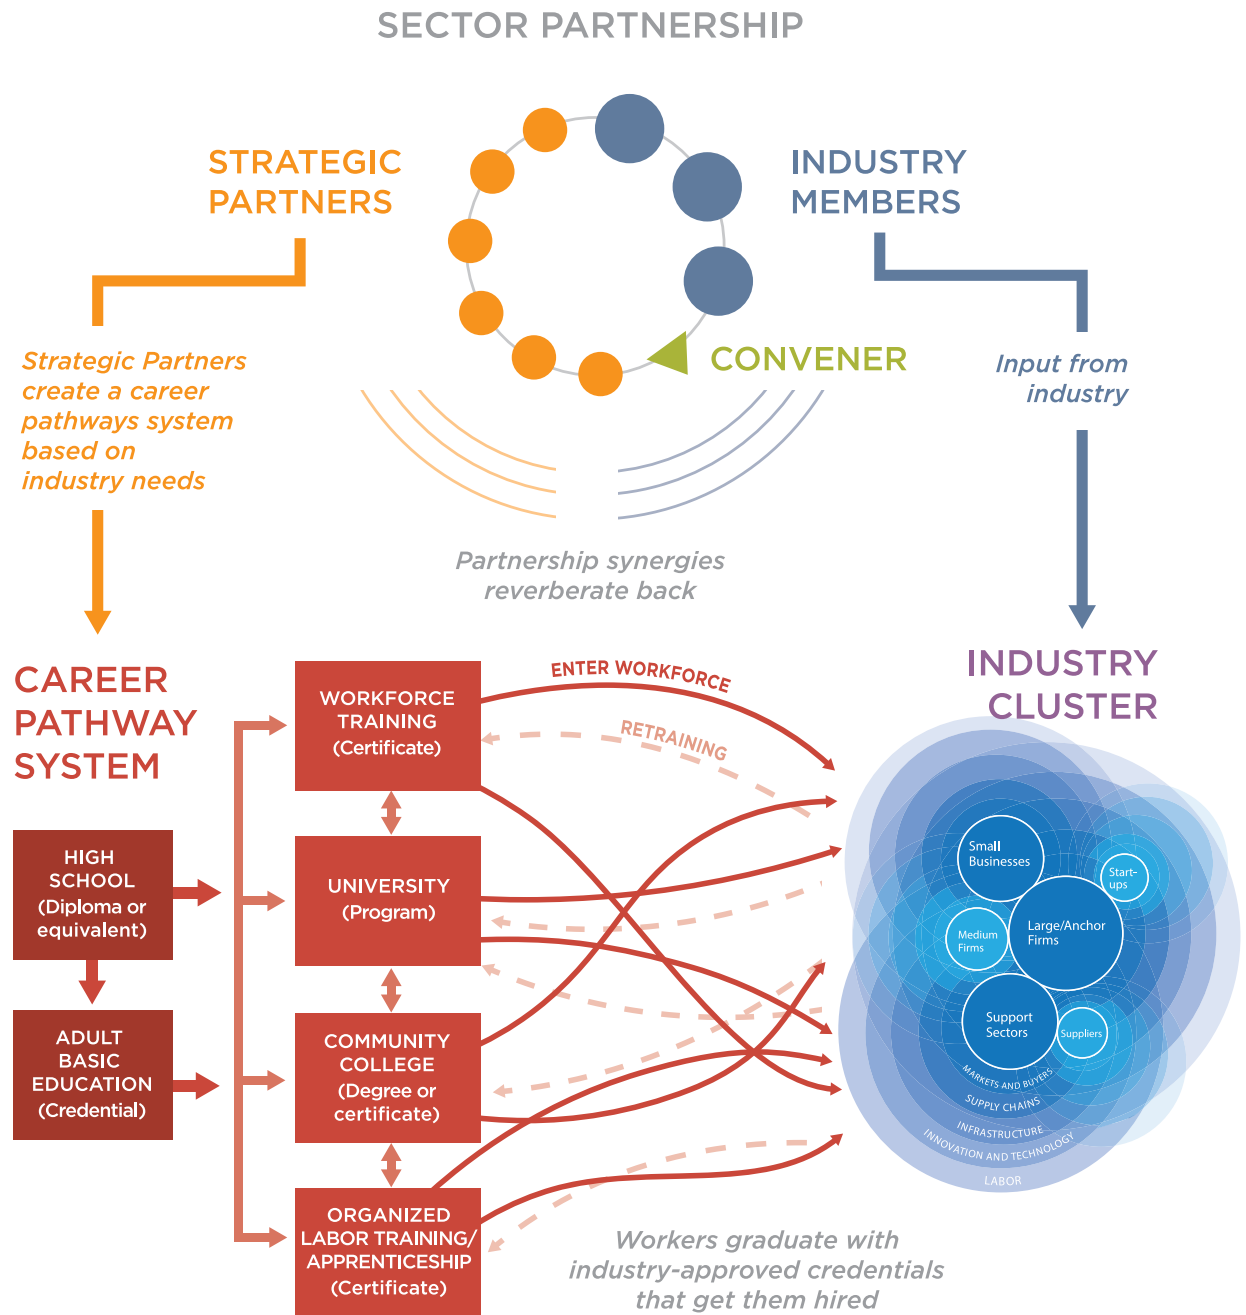 SECTOR PARTNERSHIP
STRATEGIC
PARTNERS
INDUSTRY
MEMBERS
CONVENER
Strategic Partners
create a career
pathways system
based on
industry needs
Input from
industry
Partnership synergies
reverberate back
CAREER
PATHWAY
SYSTEM
INDUSTRY
CLUSTER
HIGH
SCHOOL
(Diploma or
equivalent)
ADULT
BASIC
EDUCATION
(Credential)
WORKFORCE
TRAINING
(Certificate)
UNIVERSITY
(Program)
COMMUNITY
COLLEGE
(Degree or
certificate)
ORGANIZED
LABOR TRAINING/
APPRENTICESHIP
(Certificate)
ENTER WORKFORCE
RETRAINING
Small
Businesses
Start-
ups
Medium
Firms
Large/Anchor
Firms
Support
Sectors
Suppliers
MARKETS AND BUYERS
SUPPLY CHAINS
INFRASTRUCTURE
INNOVATION AND TECHNOLOGY
LABOR
Workers graduate with
industry-approved credentials
that get them hired